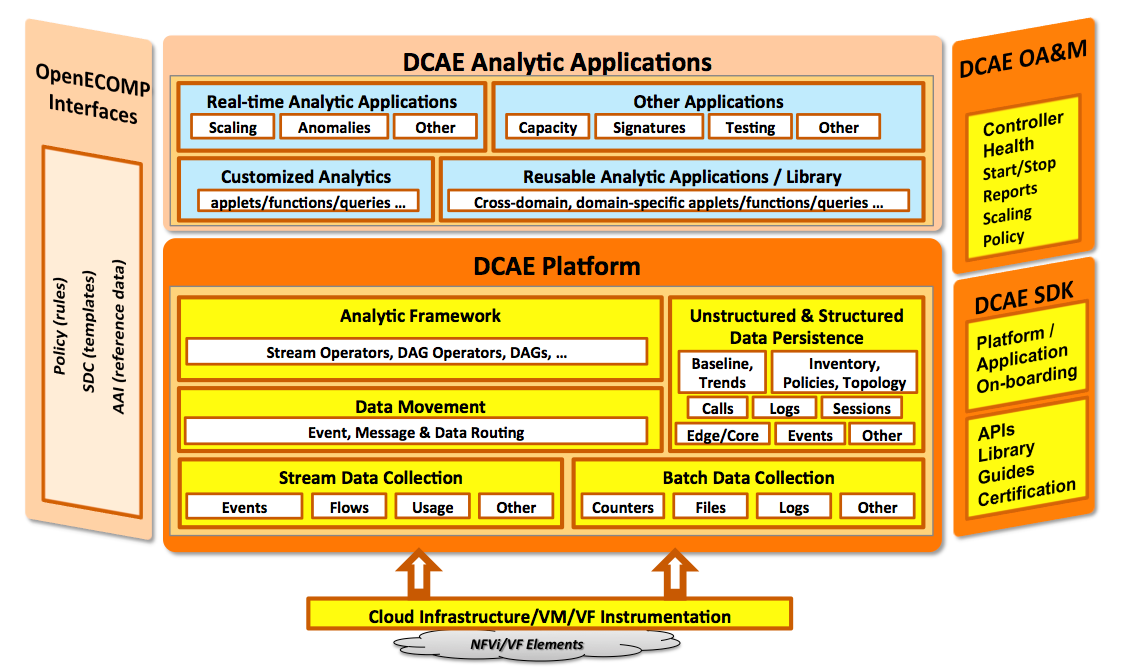 OpenECOMP
Interfaces
Policy (rules)
SDC (templates)
AAI (reference data)
DCAE Analytic Applications
Real-time Analytic Applications
Scaling
Anomalies
Other
Other Applications
Capacity
Signatures
Testing
Other
Customized Analytics
applets/functions/queries ...
Reusable Analytic Applications / Library
Cross-domain, domain-specific applets/functions/queries ...
DCAE Platform
Analytic Framework
Stream Operators, DAG Operators, DAGs, ...
Data Movement
Event, Message & Data Routing
Unstructured & Structured
Data Persistence
Baseline,
Trends
Inventory,
Policies, Topology
Calls
Logs
Sessions
Edge/Core
Events
Other
Stream Data Collection
Events
Flows
Usage
Other
Batch Data Collection
Counters
Files
Logs
Other
DCAE OA&M
Controller
Health
Start/Stop
Reports
Scaling
Policy
DCAE SDK
Platform /
Application
On-boarding
APIs
Library
Guides
Certification
Cloud Infrastructure/VM/VF Instrumentation
NFVi/VF Elements